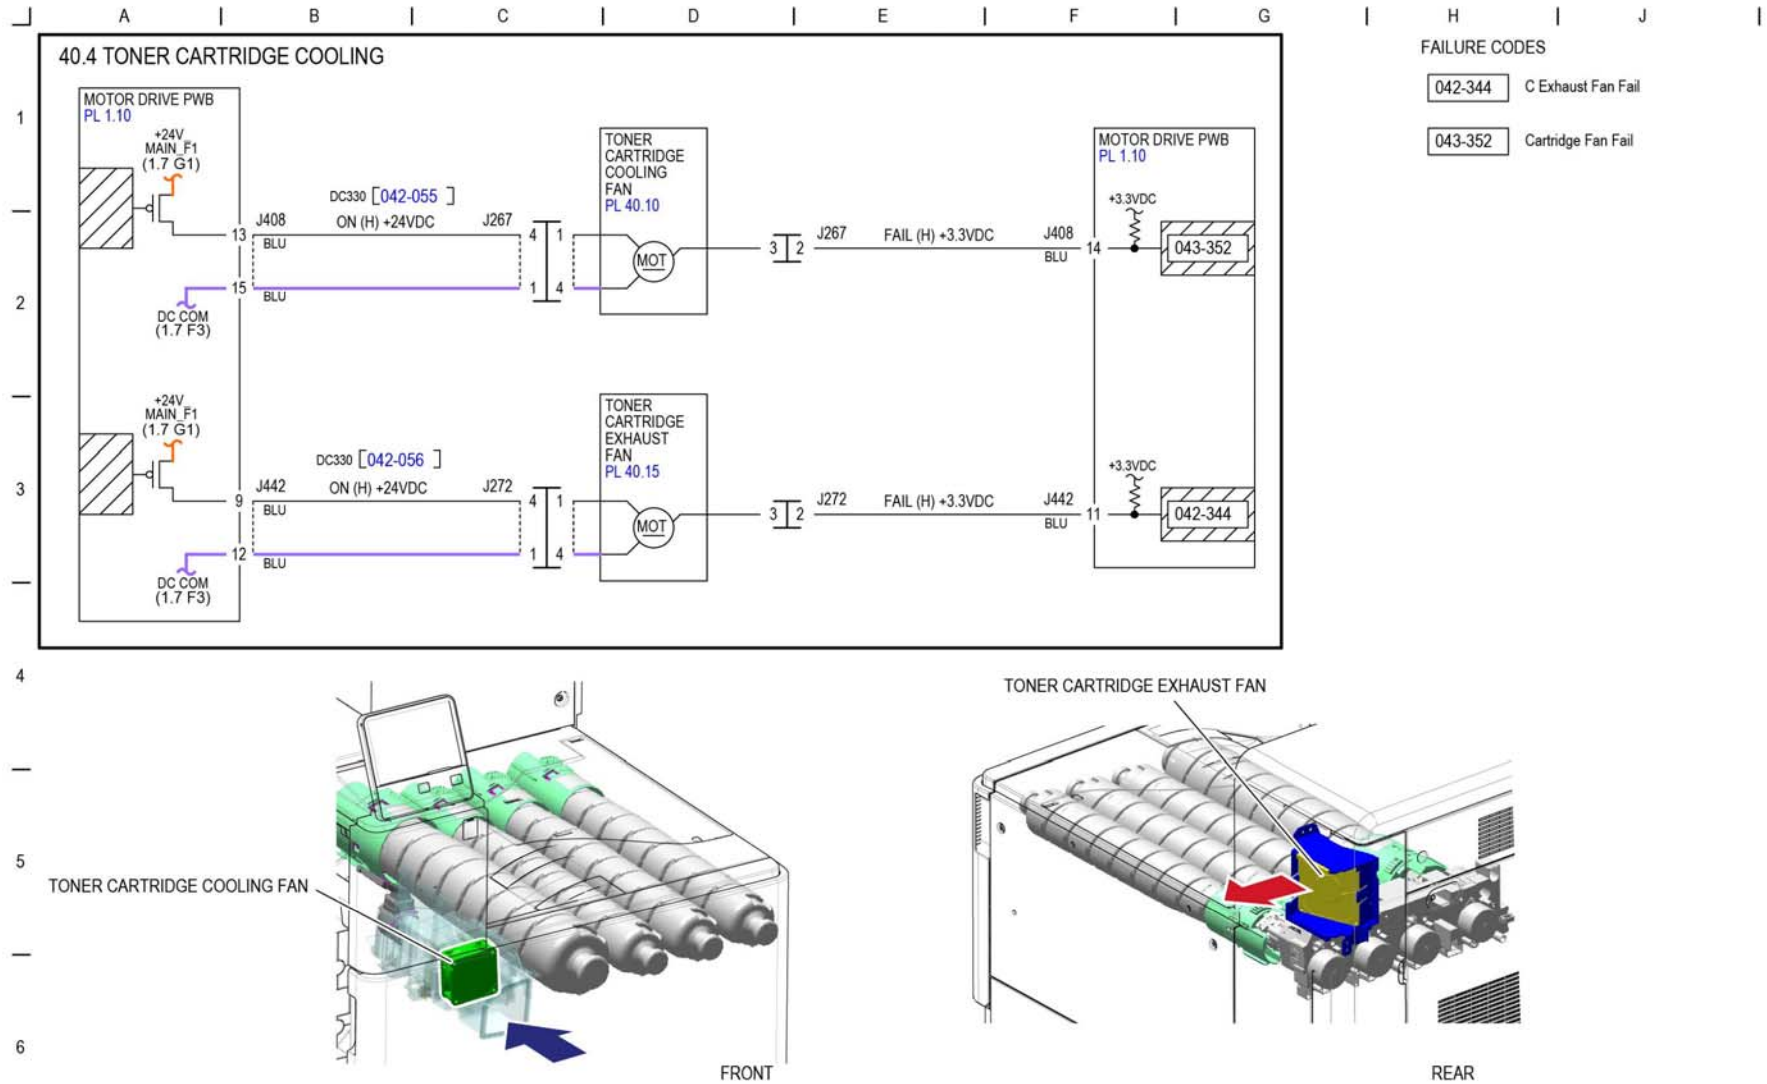 A B C D E F G H J
40.4 TONER CARTRIDGE COOLING
FAILURE CODES
042-344 C Exhaust Fan Fail
043-352 Cartridge Fan Fail
1
2
3
4
5
6
MOTOR DRIVE PWB
PL 1.10
+24V
MAIN_F1
(1.7 G1)
DC330 [042-055 ]
ON (H) +24VDC
13
J408
BLU
J267
4 1
15
BLU
1 4
DC COM
(1.7 F3)
TONER
CARTRIDGE
COOLING
FAN
PL 40.10
MOT
3 2
J267
FAIL (H) +3.3VDC
J408
BLU
14
MOTOR DRIVE PWB
PL 1.10
+3.3VDC
043-352
+24V
MAIN_F1
(1.7 G1)
DC330 [042-056 ]
ON (H) +24VDC
9
J442
BLU
J272
4 1
12
BLU
1 4
DC COM
(1.7 F3)
TONER
CARTRIDGE
EXHAUST
FAN
PL 40.15
MOT
3 2
J272
FAIL (H) +3.3VDC
J442
BLU
11
+3.3VDC
042-344
TONER CARTRIDGE EXHAUST FAN
TONER CARTRIDGE COOLING FAN
FRONT
REAR